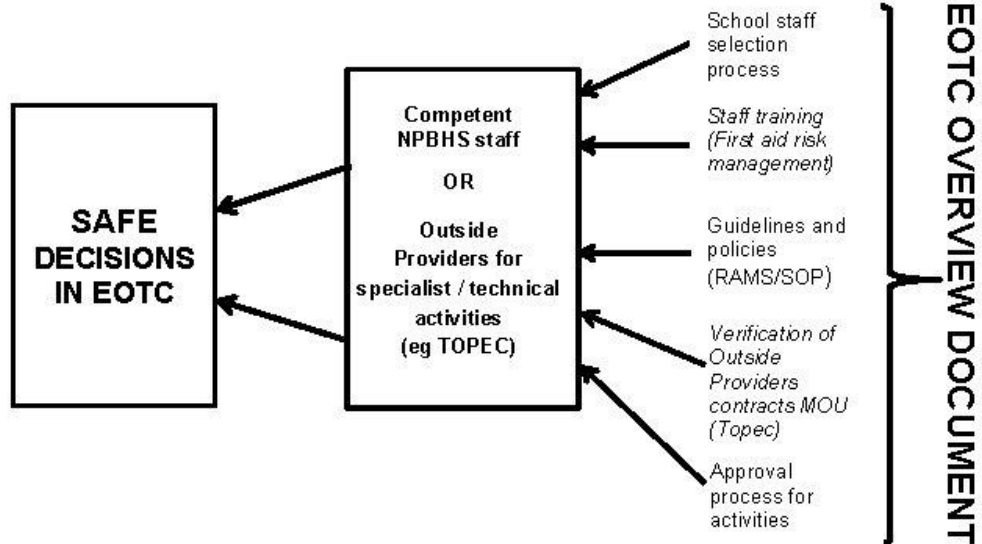 SAFE
DECISIONS
IN EOTC
Competent
NPBHS staff
OR
Outside
Providers for
specialist / technical
activities
(eg TOPEC)
School staff
selection
process
Staff training
(First aid risk
management)
Guidelines and
policies
(RAMS/SOP)
Verification of
Outside
Providers
contracts MOU
(Topec)
Approval
process for
activities
EOTC OVERVIEW DOCUMENT